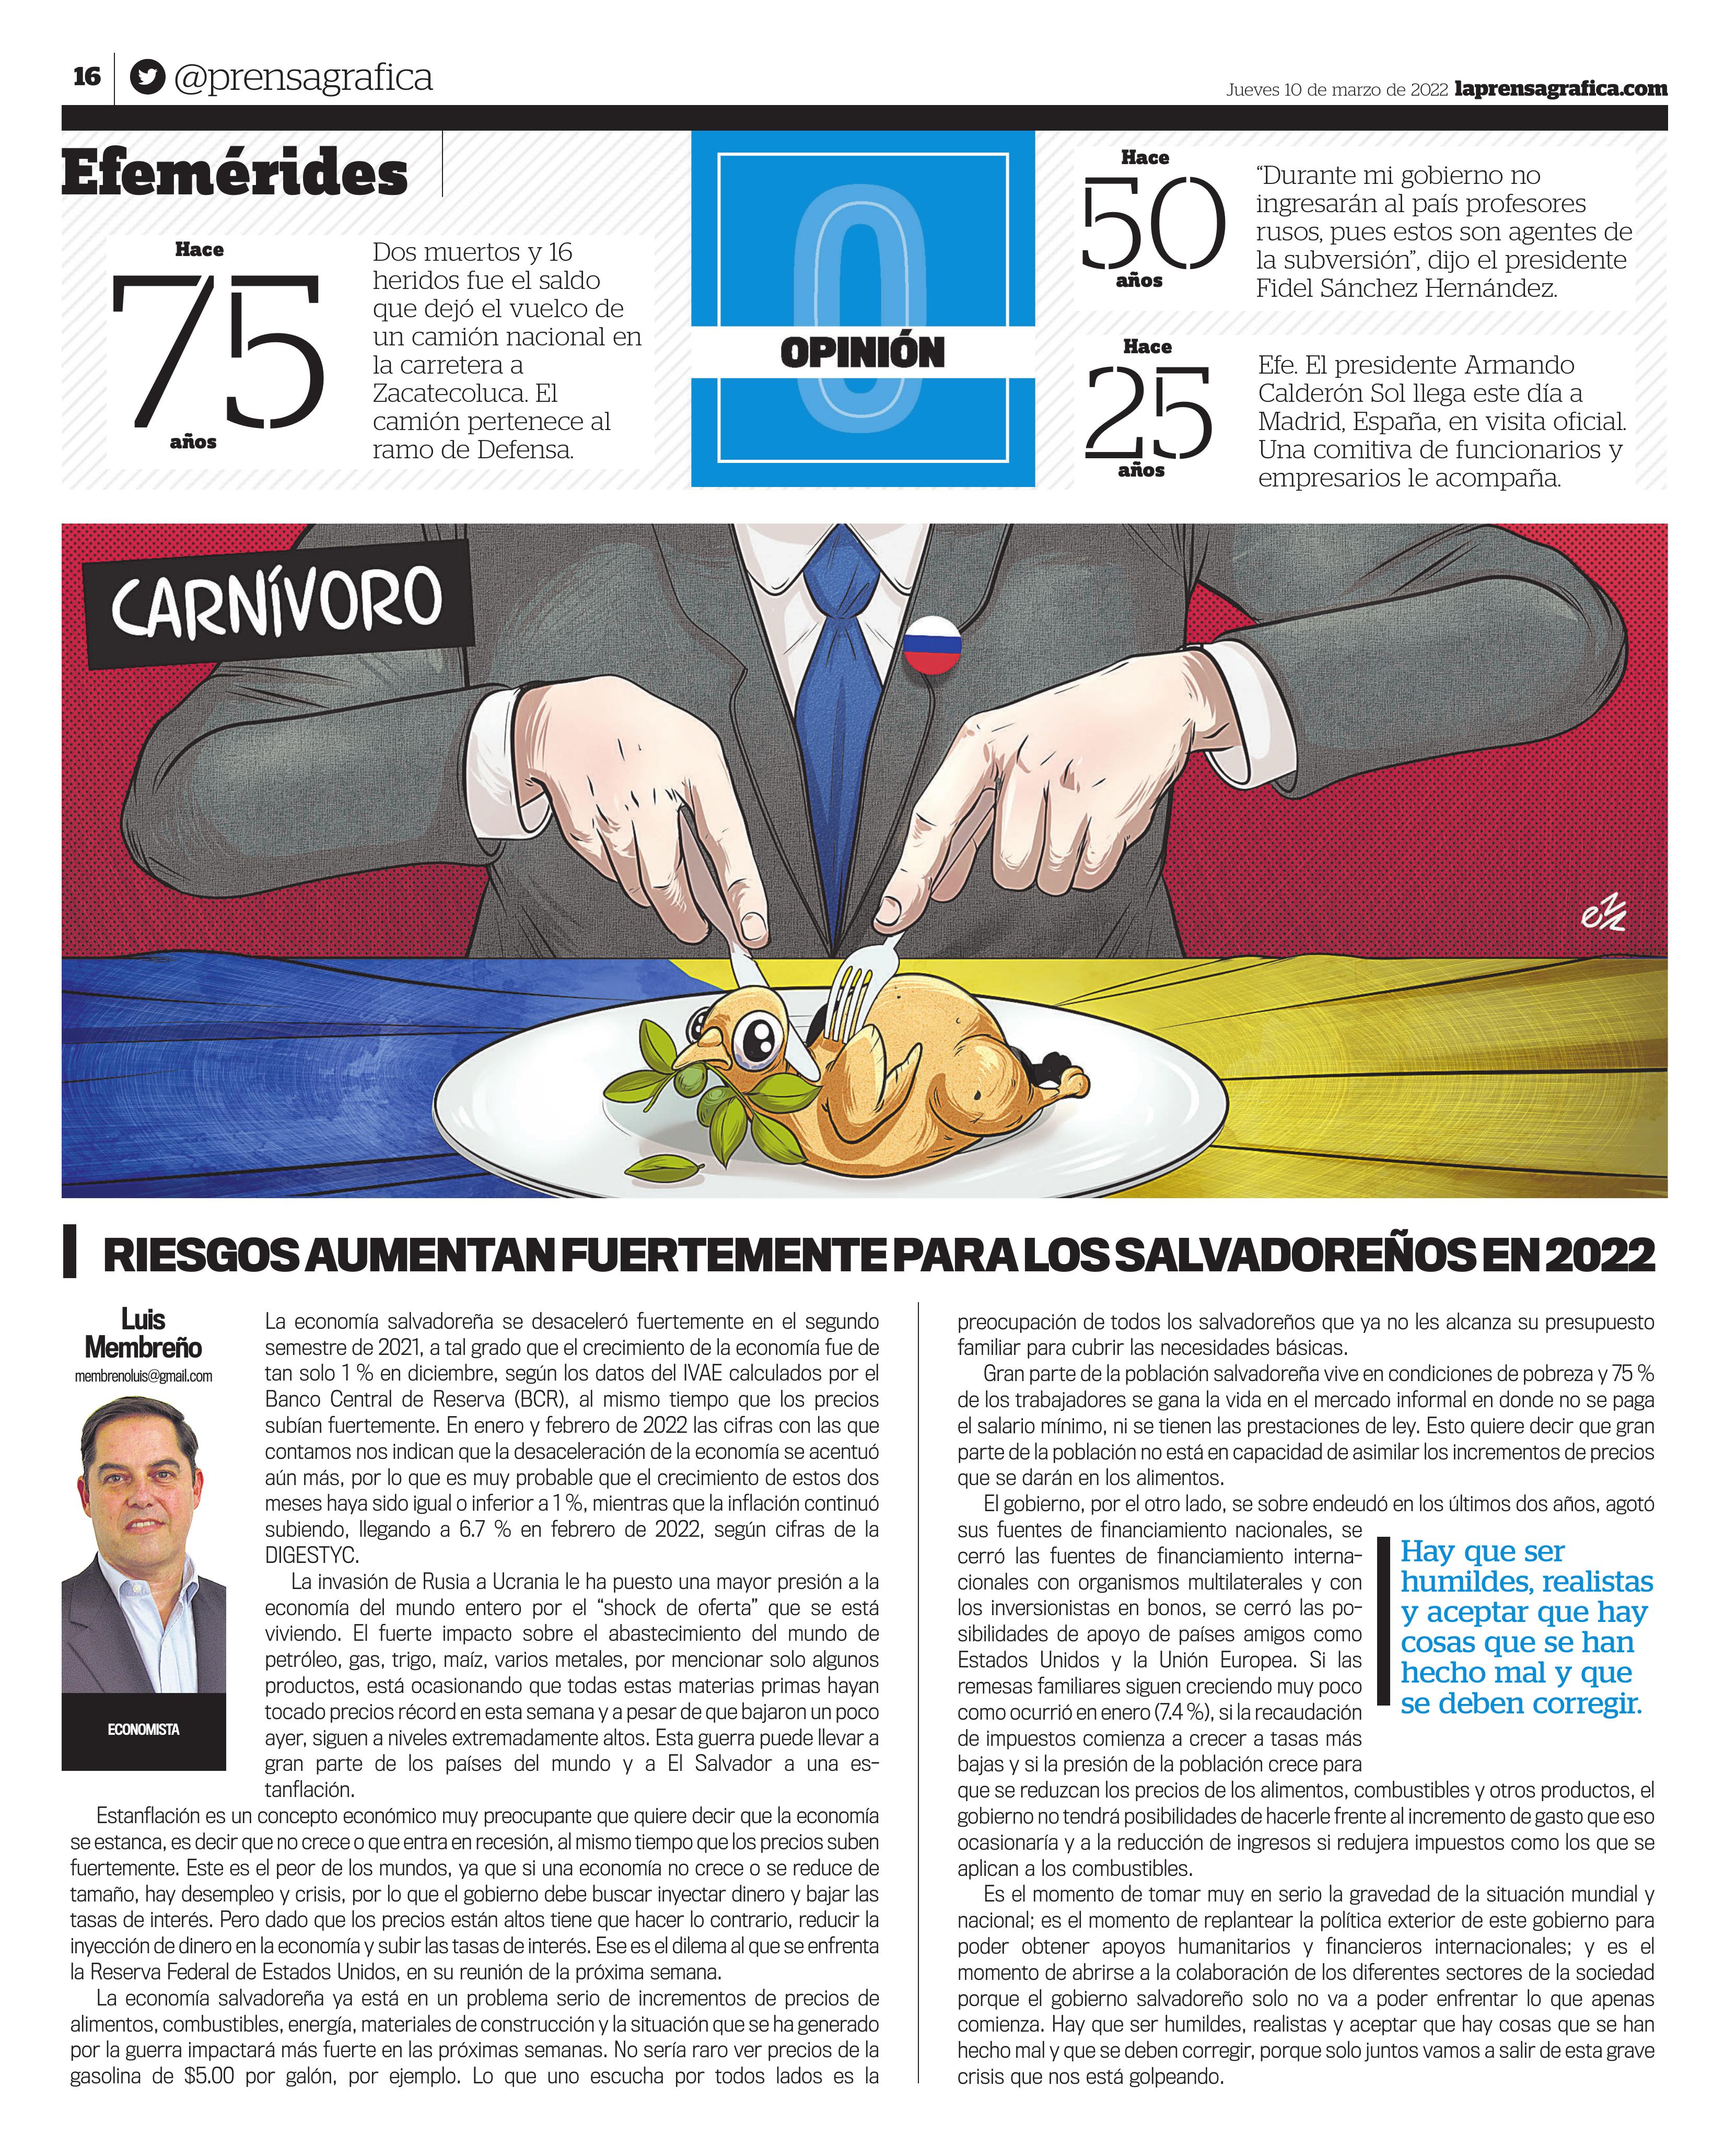 16
@prensagrafica
Jueves 10 de marzo de 2022 laprensagrafica.com
Efemérides
Hace
75
años
Dos muertos y 16
heridos fue el saldo
que dejó el vuelco de
un camión nacional en
la carretera a
Zacatecoluca. El
camión pertenece al
ramo de Defensa.
O
OPINIÓN
Hace
50
años
“Durante mi gobierno no
ingresarán al país profesores
rusos, pues estos son agentes de
la subversión”, dijo el presidente
Fidel Sánchez Hernández.
Hace
25
años
Efe. El presidente Armando
Calderón Sol llega este día a
Madrid, España, en visita oficial.
Una comitiva de funcionarios y
empresarios le acompaña.
CARNÍVORO
RIESGOS AUMENTAN FUERTEMENTE PARA LOS SALVADOREÑOS EN 2022
Luis
Membreño
membrenoluis@gmail.com
ECONOMISTA
La economía salvadoreña se desaceleró fuertemente en el segundo
semestre de 2021, a tal grado que el crecimiento de la economía fue de
tan solo 1 % en diciembre, según los datos del IVAE calculados por el
Banco Central de Reserva (BCR), al mismo tiempo que los precios
subían fuertemente. En enero y febrero de 2022 las cifras con las que
contamos nos indican que la desaceleración de la economía se acentuó
aún más, por lo que es muy probable que el crecimiento de estos dos
meses haya sido igual o inferior a 1 %, mientras que la inflación continuó
subiendo, llegando a 6.7 % en febrero de 2022, según cifras de la
DIGESTYC.
La invasión de Rusia a Ucrania le ha puesto una mayor presión a la
economía del mundo entero por el “shock de oferta” que se está
viviendo. El fuerte impacto sobre el abastecimiento del mundo de
petróleo, gas, trigo, maíz, varios metales, por mencionar solo algunos
productos, está ocasionando que todas estas materias primas hayan
tocado precios récord en esta semana y a pesar de que bajaron un poco
ayer, siguen a niveles extremadamente altos. Esta guerra puede llevar a
gran parte de los países del mundo y a El Salvador a una es-
tanflación.
Estanflación es un concepto económico muy preocupante que quiere decir que la economía
se estanca, es decir que no crece o que entra en recesión, al mismo tiempo que los precios suben
fuertemente. Este es el peor de los mundos, ya que si una economía no crece o se reduce de
tamaño, hay desempleo y crisis, por lo que el gobierno debe buscar inyectar dinero y bajar las
tasas de interés. Pero dado que los precios están altos tiene que hacer lo contrario, reducir la
inyección de dinero en la economía y subir las tasas de interés. Ese es el dilema al que se enfrenta
la Reserva Federal de Estados Unidos, en su reunión de la próxima semana.
La economía salvadoreña ya está en un problema serio de incrementos de precios de
alimentos, combustibles, energía, materiales de construcción y la situación que se ha generado
por la guerra impactará más fuerte en las próximas semanas. No sería raro ver precios de la
gasolina de $5.00 por galón, por ejemplo. Lo que uno escucha por todos lados es la
preocupación de todos los salvadoreños que ya no les alcanza su presupuesto
familiar para cubrir las necesidades básicas.
Gran parte de la población salvadoreña vive en condiciones de pobreza y 75 %
de los trabajadores se gana la vida en el mercado informal en donde no se paga
el salario mínimo, ni se tienen las prestaciones de ley. Esto quiere decir que gran
parte de la población no está en capacidad de asimilar los incrementos de precios
que se darán en los alimentos.
El gobierno, por el otro lado, se sobre endeudó en los últimos dos años, agotó
sus fuentes de financiamiento nacionales, se
cerró las fuentes de financiamiento interna-
cionales con organismos multilaterales y con
los inversionistas en bonos, se cerró las po-
sibilidades de apoyo de países amigos como
Estados Unidos y la Unión Europea. Si las
remesas familiares siguen creciendo muy poco
como ocurrió en enero (7.4 %), si la recaudación
de impuestos comienza a crecer a tasas más
bajas y si la presión de la población crece para
que se reduzcan los precios de los alimentos, combustibles y otros productos, el
gobierno no tendrá posibilidades de hacerle frente al incremento de gasto que eso
ocasionaría y a la reducción de ingresos si redujera impuestos como los que se
aplican a los combustibles.
Es el momento de tomar muy en serio la gravedad de la situación mundial y
nacional; es el momento de replantear la política exterior de este gobierno para
poder obtener apoyos humanitarios y financieros internacionales; y es el
momento de abrirse a la colaboración de los diferentes sectores de la sociedad
porque el gobierno salvadoreño solo no va a poder enfrentar lo que apenas
comienza. Hay que ser humildes, realistas y aceptar que hay cosas que se han
hecho mal y que se deben corregir, porque solo juntos vamos a salir de esta grave
crisis que nos está golpeando.
Hay que ser
humildes, realistas
y aceptar que hay
cosas que se han
hecho mal y que
se deben corregir.